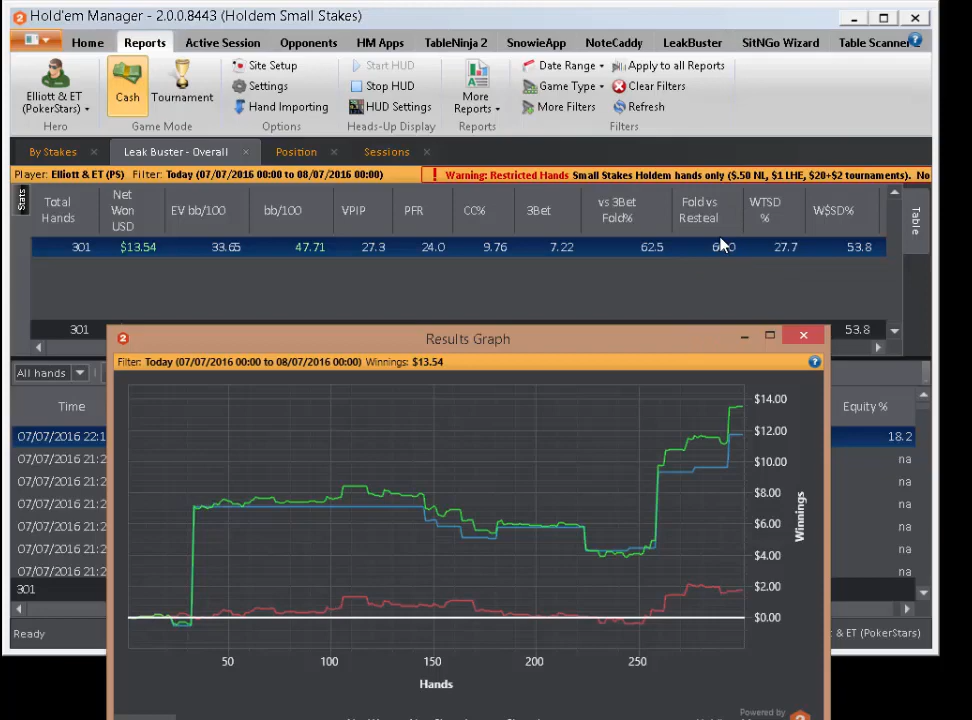 Hold'em Manager - 2.0.0.8443 (Holdem Small Stakes)
Home Reports Active Session Opponents HM Apps TableNinja 2 SnowieApp NoteCaddy LeakBuster SitNGo Wizard Table Scanner
Elliott & ET (PokerStars)
Hero
Cash Tournament
Game Mode
Site Setup
Settings
Hand Importing
Options
Start HUD
Stop HUD
HUD Settings
Heads-Up Display
More Reports
Reports
Date Range Apply to all Reports
Game Type Clear Filters
More Filters Refresh
Filters
By Stakes Leak Buster - Overall Position Sessions
Player: Elliott & ET (PS) Filter: Today (07/07/2016 00:00 to 08/07/2016 00:00) Warning: Restricted Hands Small Stakes Holdem hands only ($.50 NL, $1 LHE, $20+$2 tournaments). No
Stats
Table
Total Hands Net Won USD EV bb/100 bb/100 VPIP PFR CC% 3Bet vs 3Bet Fold% Fold vs Resteal WTSD % W$SD%
301 $13.54 33.65 47.71 27.3 24.0 9.76 7.22 62.5 27.7 53.8
301 53.8
Results Graph
Filter: Today (07/07/2016 00:00 to 08/07/2016 00:00) Winnings: $13.54
All hands
Time Equity %
07/07/2016 22:1 18.2
07/07/2016 21:2 na
07/07/2016 21:2 na
07/07/2016 21:2 na
07/07/2016 21:2 na
07/07/2016 21:2 na
07/07/2016 21:2 na
301
Ready & ET (PokerStars)
$14.00
$12.00
$10.00
$8.00
$6.00
$4.00
$2.00
$0.00
Winnings
50 100 150 200 250
Hands
Powered by